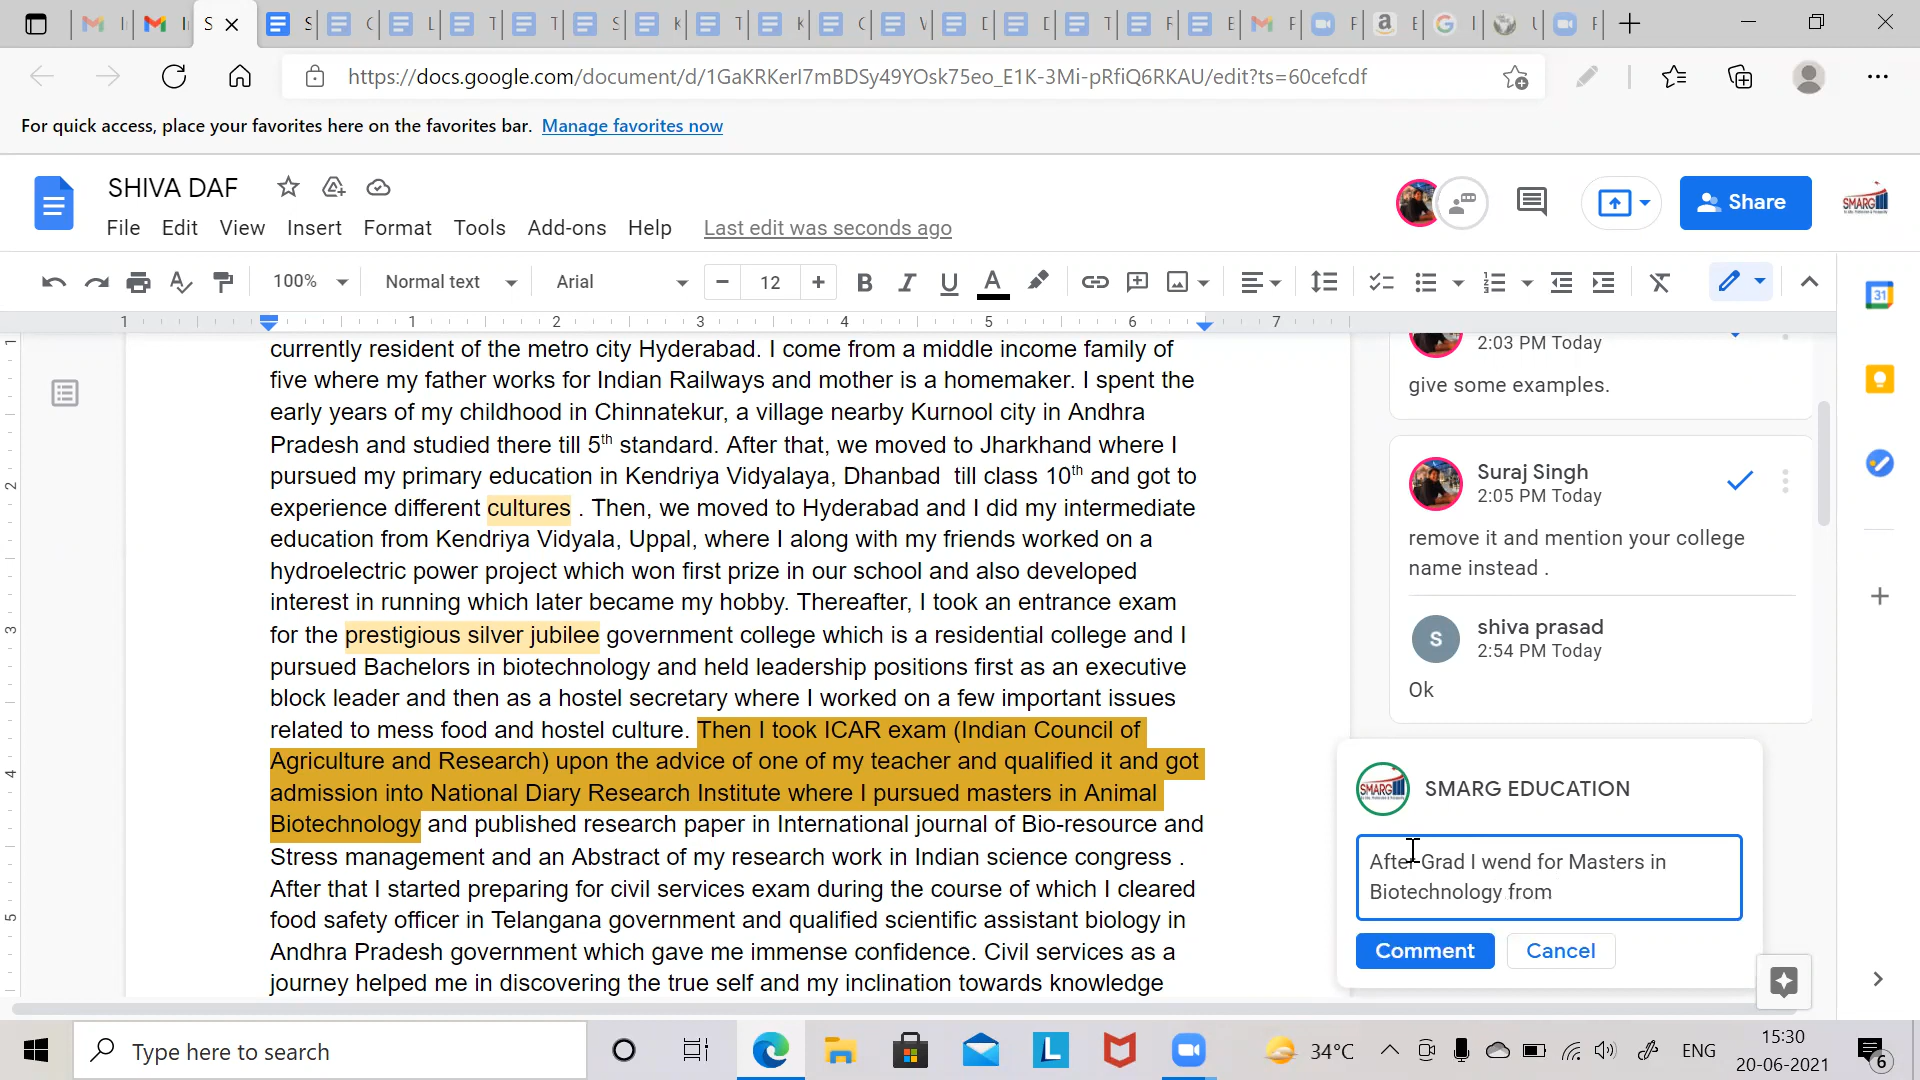 S
https://docs.google.com/document/d/1GaKRKerI7mBDSy49YOsk75eo_E1K-3Mi-pRfiQ6RKAU/edit?ts=60cefcdf
For quick access, place your favorites here on the favorites bar. Manage favorites now
SHIVA DAF
File Edit View Insert Format Tools Add-ons Help Last edit was seconds ago
Share
SMARG
100% Normal text Arial 12
1 1 2 3 4 5 6 7
currently resident of the metro city Hyderabad. I come from a middle income family of
five where my father works for Indian Railways and mother is a homemaker. I spent the
early years of my childhood in Chinnatekur, a village nearby Kurnool city in Andhra
Pradesh and studied there till 5th standard. After that, we moved to Jharkhand where I
pursued my primary education in Kendriya Vidyalaya, Dhanbad till class 10th and got to
experience different cultures . Then, we moved to Hyderabad and I did my intermediate
education from Kendriya Vidyala, Uppal, where I along with my friends worked on a
hydroelectric power project which won first prize in our school and also developed
interest in running which later became my hobby. Thereafter, I took an entrance exam
for the prestigious silver jubilee government college which is a residential college and I
pursued Bachelors in biotechnology and held leadership positions first as an executive
block leader and then as a hostel secretary where I worked on a few important issues
related to mess food and hostel culture. Then I took ICAR exam (Indian Council of
Agriculture and Research) upon the advice of one of my teacher and qualified it and got
admission into National Diary Research Institute where I pursued masters in Animal
Biotechnology and published research paper in International journal of Bio-resource and
Stress management and an Abstract of my research work in Indian science congress .
After that I started preparing for civil services exam during the course of which I cleared
food safety officer in Telangana government and qualified scientific assistant biology in
Andhra Pradesh government which gave me immense confidence. Civil services as a
journey helped me in discovering the true self and my inclination towards knowledge
2:03 PM Today
give some examples.
Suraj Singh
2:05 PM Today
remove it and mention your college
name instead .
S
shiva prasad
2:54 PM Today
Ok
SMARG
SMARG EDUCATION
After Grad I wend for Masters in
Biotechnology from
Comment Cancel
31
1
2
3
4
5
Type here to search
L
34°C
ENG
15:30
20-06-2021
6